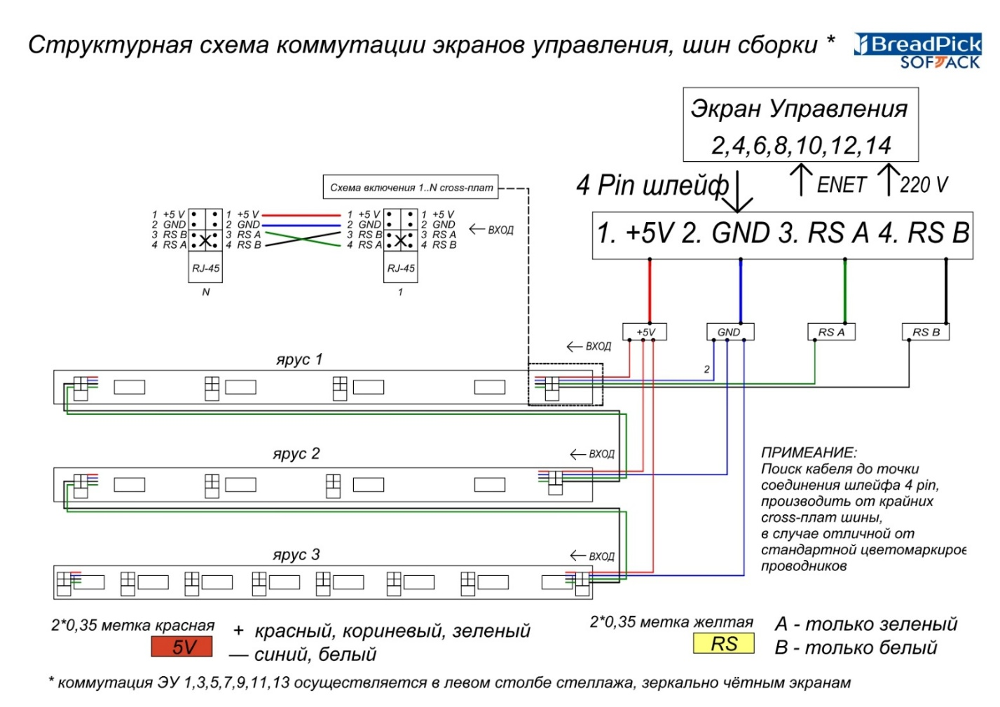 Структурная схема коммутации экранов управления, шин сборки *
BreadPick
SOFTJACK
Экран Управления
2,4,6,8,10,12,14
4 Pin шлейф
ENET
220 V
Схема включения 1..N cross-плат
1 +5 V
2 GND
3 RS B
4 RS A
1 +5 V
2 GND
3 RS A
4 RS B
RJ-45
N
1 +5 V
2 GND
3 RS B
4 RS A
1 +5 V
2 GND
3 RS A
4 RS B
RJ-45
1
ВХОД
1. +5V 2. GND 3. RS A 4. RS B
+5V
GND
RS A
RS B
ВХОД
2
ярус 1
ярус 2
ВХОД
ярус 3
ВХОД
ПРИМЕАНИЕ:
Поиск кабеля до точки
соединения шлейфа 4 pin,
производить от крайних
cross-плат шины,
в случае отличной от
стандартной цветомаркирое
проводников
2*0,35 метка красная
5V
+ красный, кориневый, зеленый
— синий, белый
2*0,35 метка желтая
RS
А - только зеленый
В - только белый
* коммутация ЭУ 1,3,5,7,9,11,13 осуществляется в левом столбе стеллажа, зеркально чётным экранам